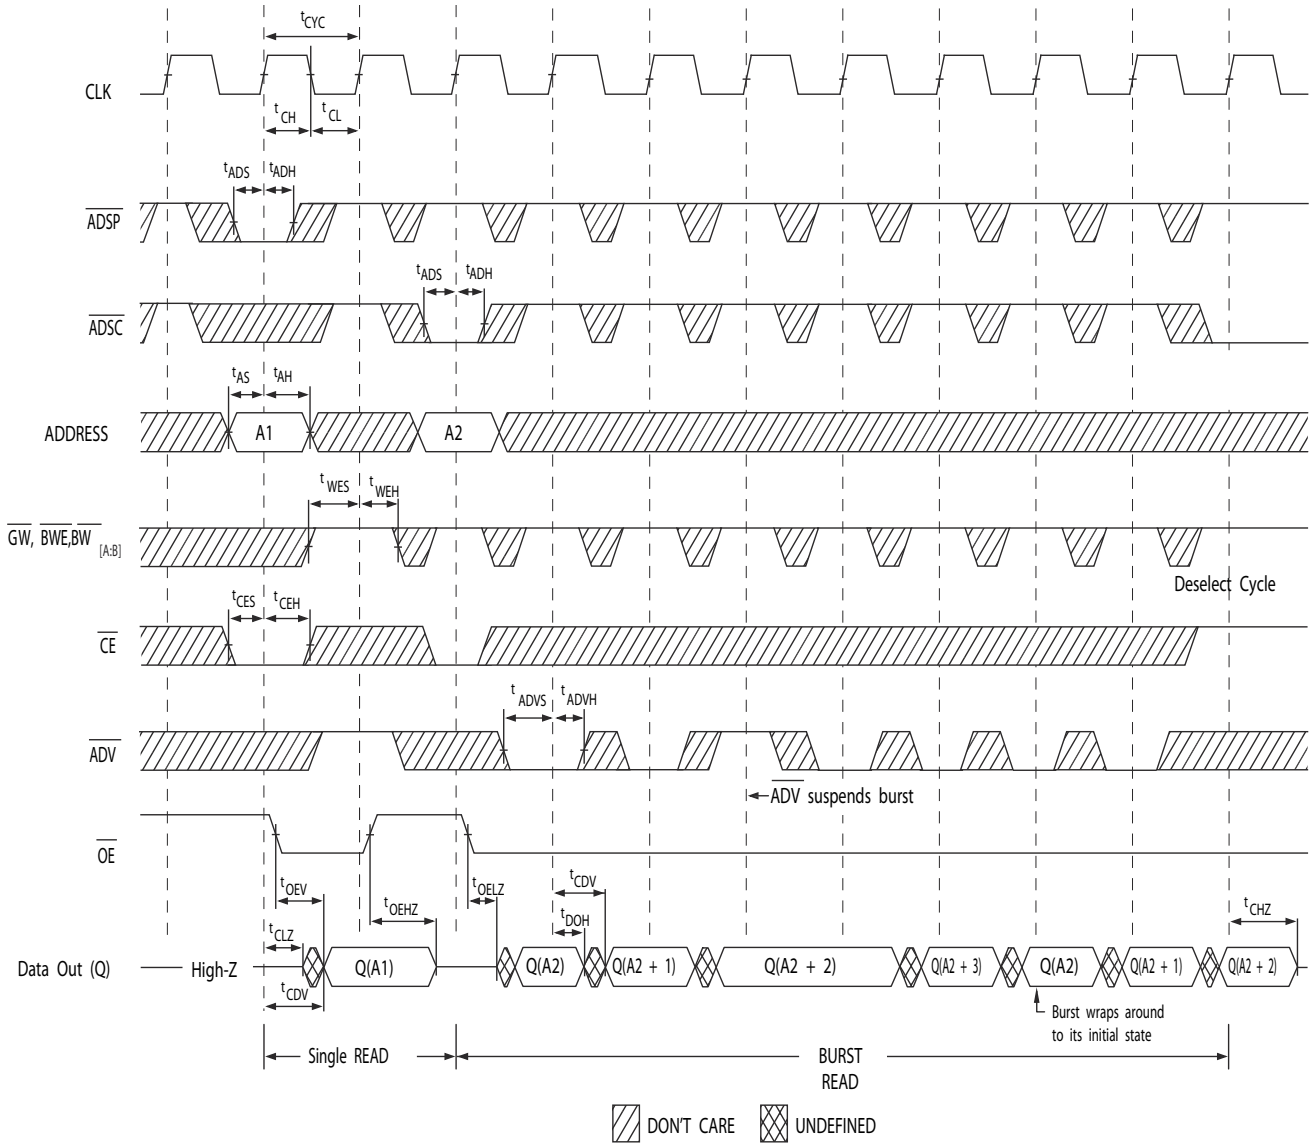 tCYC
CLK
tCH
tCL
tADS
tADH
ADSP
tADS
tADH
ADSC
tAS
tAH
ADDRESS
A1
A2
tWES
tWEH
GW, BWE,BW [A:B]
Deselect Cycle
tCES
tCEH
CE
tADVS
tADVH
ADV
ADV suspends burst
OE
tOEV
tOEHZ
tOELZ
tCDV
tDOH
tCLZ
tCHZ
Data Out (Q)
High-Z
Q(A1)
Q(A2)
Q(A2 + 1)
Q(A2 + 2)
Q(A2 + 3)
Q(A2)
Q(A2 + 1)
Q(A2 + 2)
tCDV
Burst wraps around
to its initial state
Single READ
BURST
READ
DON'T CARE
UNDEFINED